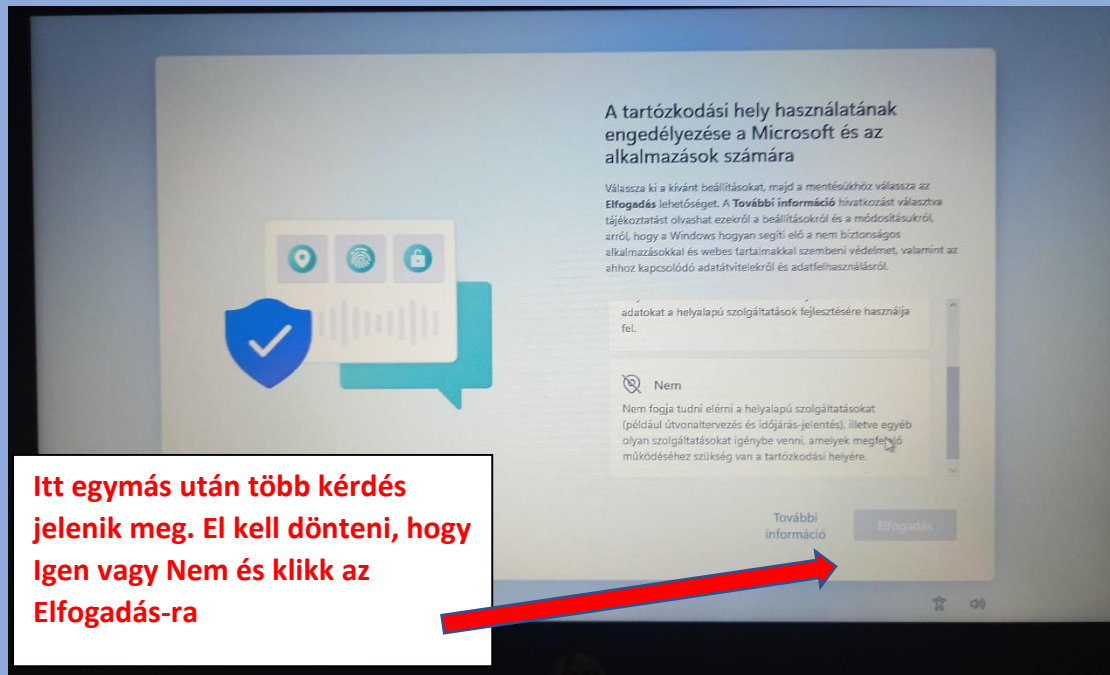 A tartózkodási hely használatának
engedélyezése a Microsoft és az
alkalmazások számára
Válassza ki a kívánt beállításokat, majd a mentésükhöz válassza az
Elfogadás lehetőséget. A További információ hivatkozást választva
tájékoztatást olvashat ezekről a beállításokról és a módosításukról,
arról, hogy a Windows hogyan segíti elő a nem biztonságos
alkalmazásokkal és webes tartalmakkal szembeni védelmet, valamint az
ahhoz kapcsolódó adatátvitelekről és adatfelhasználásról.
adatokat a helyalapú szolgáltatások fejlesztésére használja
fel.
Nem
Nem fogja tudni elérni a helyalapú szolgáltatásokat
(például útvonaltervezés és időjárás-jelentés), illetve egyéb
olyan szolgáltatásokat igénybe venni, amelyek megfelelő
működéséhez szükség van a tartózkodási helyére.
További
információ
Elfogadás
Itt egymás után több kérdés
jelenik meg. El kell dönteni, hogy
Igen vagy Nem és klikk az
Elfogadás-ra